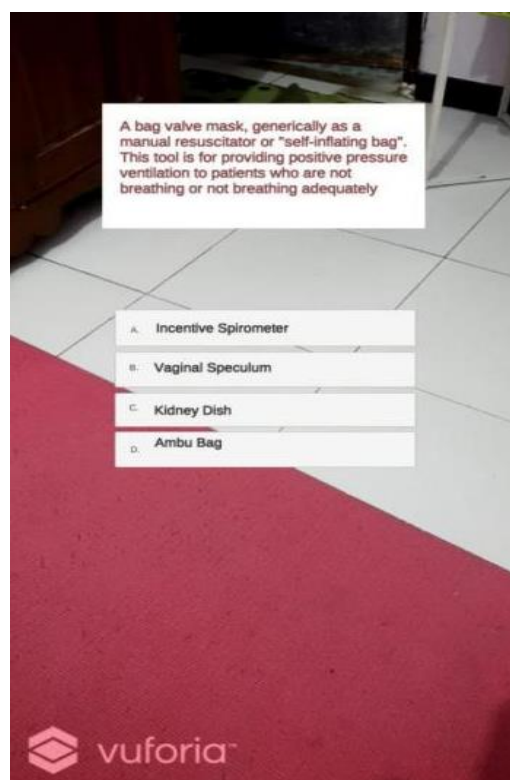 A bag valve mask, generically as a
manual resuscitator or "self-inflating bag".
This tool is for providing positive pressure
ventilation to patients who are not
breathing or not breathing adequately
A. Incentive Spirometer
B. Vaginal Speculum
C. Kidney Dish
D. Ambu Bag
vuforia™